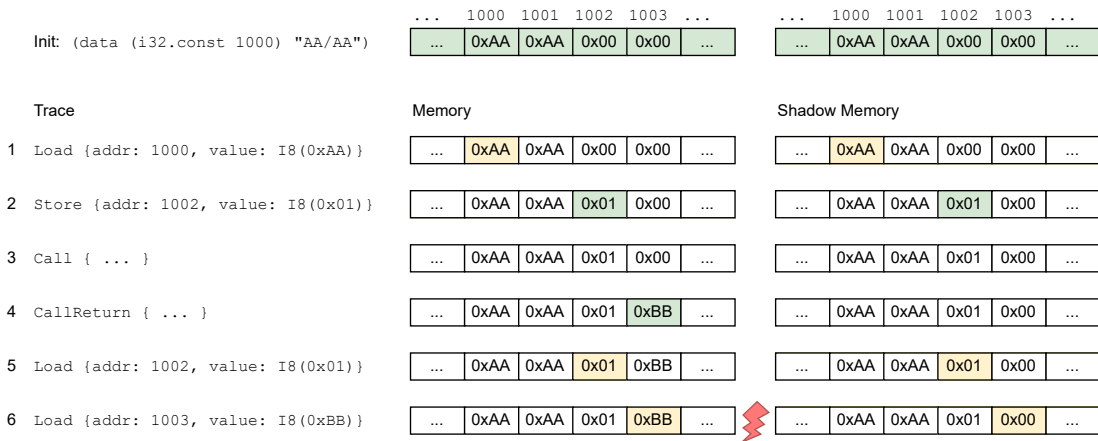 ... 1000 1001 1002 1003 ... ... 1000 1001 1002 1003 ...
Init: (data (i32.const 1000) "AA/AA") ... 0xAA 0xAA 0x00 0x00 ... ... 0xAA 0xAA 0x00 0x00 ...
Trace Memory Shadow Memory
1 Load {addr: 1000, value: I8(0xAA)} ... 0xAA 0xAA 0x00 0x00 ... ... 0xAA 0xAA 0x00 0x00 ...
2 Store {addr: 1002, value: I8(0x01)} ... 0xAA 0xAA 0x01 0x00 ... ... 0xAA 0xAA 0x01 0x00 ...
3 Call { ... } ... 0xAA 0xAA 0x01 0x00 ... ... 0xAA 0xAA 0x01 0x00 ...
4 CallReturn { ... } ... 0xAA 0xAA 0x01 0xBB ... ... 0xAA 0xAA 0x01 0x00 ...
5 Load {addr: 1002, value: I8(0x01)} ... 0xAA 0xAA 0x01 0xBB ... ... 0xAA 0xAA 0x01 0x00 ...
6 Load {addr: 1003, value: I8(0xBB)} ... 0xAA 0xAA 0x01 0xBB ... ... 0xAA 0xAA 0x01 0x00 ...